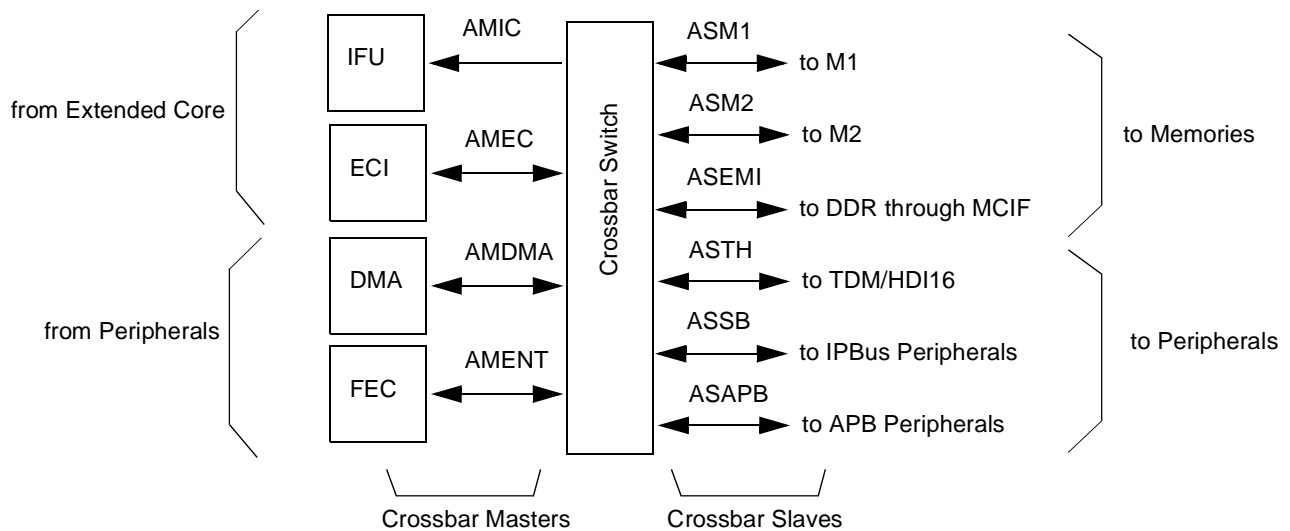 from Extended Core
from Peripherals
IFU
ECI
DMA
FEC
AMIC
AMEC
AMDMA
AMENT
Crossbar Switch
ASM1
to M1
ASM2
to M2
ASEMI
to DDR through MCIF
ASTH
to TDM/HDI16
ASSB
to IPBus Peripherals
ASAPB
to APB Peripherals
to Memories
to Peripherals
Crossbar Masters
Crossbar Slaves